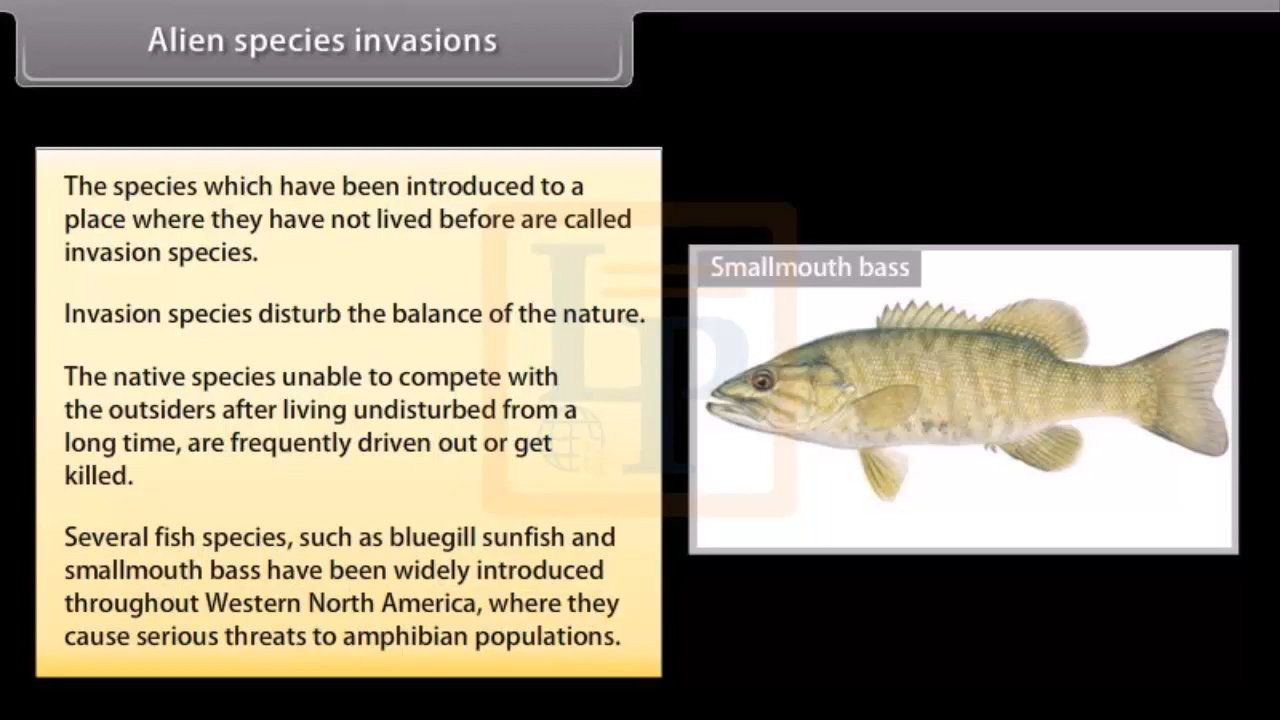 Alien species invasions
The species which have been introduced to a
place where they have not lived before are called
invasion species.
Invasion species disturb the balance of the nature.
The native species unable to compete with
the outsiders after living undisturbed from a
long time, are frequently driven out or get
killed.
Several fish species, such as bluegill sunfish and
smallmouth bass have been widely introduced
throughout Western North America, where they
cause serious threats to amphibian populations.
Smallmouth bass